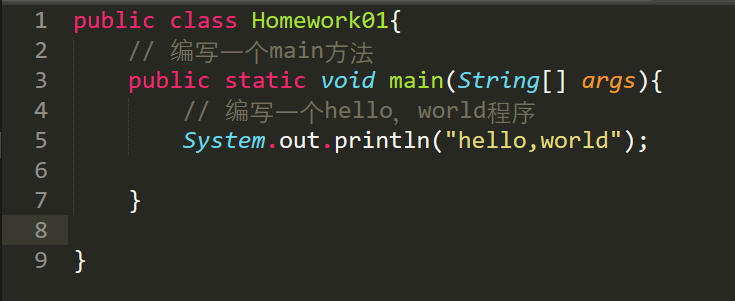 1 public class Homework01{
2     // 编写一个main方法
3     public static void main(String[] args){
4         // 编写一个hello, world程序
5         System.out.println("hello,world");
6
7     }
8
9 }